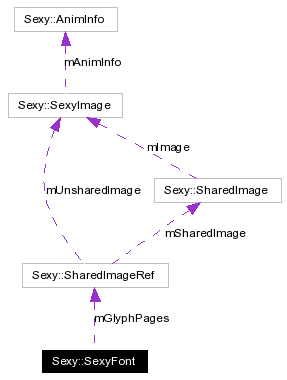 Sexy::AnimInfo
mAnimInfo
Sexy::SexyImage
mImage
mUnsharedImage
Sexy::SharedImage
mSharedImage
Sexy::SharedImageRef
mGlyphPages
Sexy::SexyFont